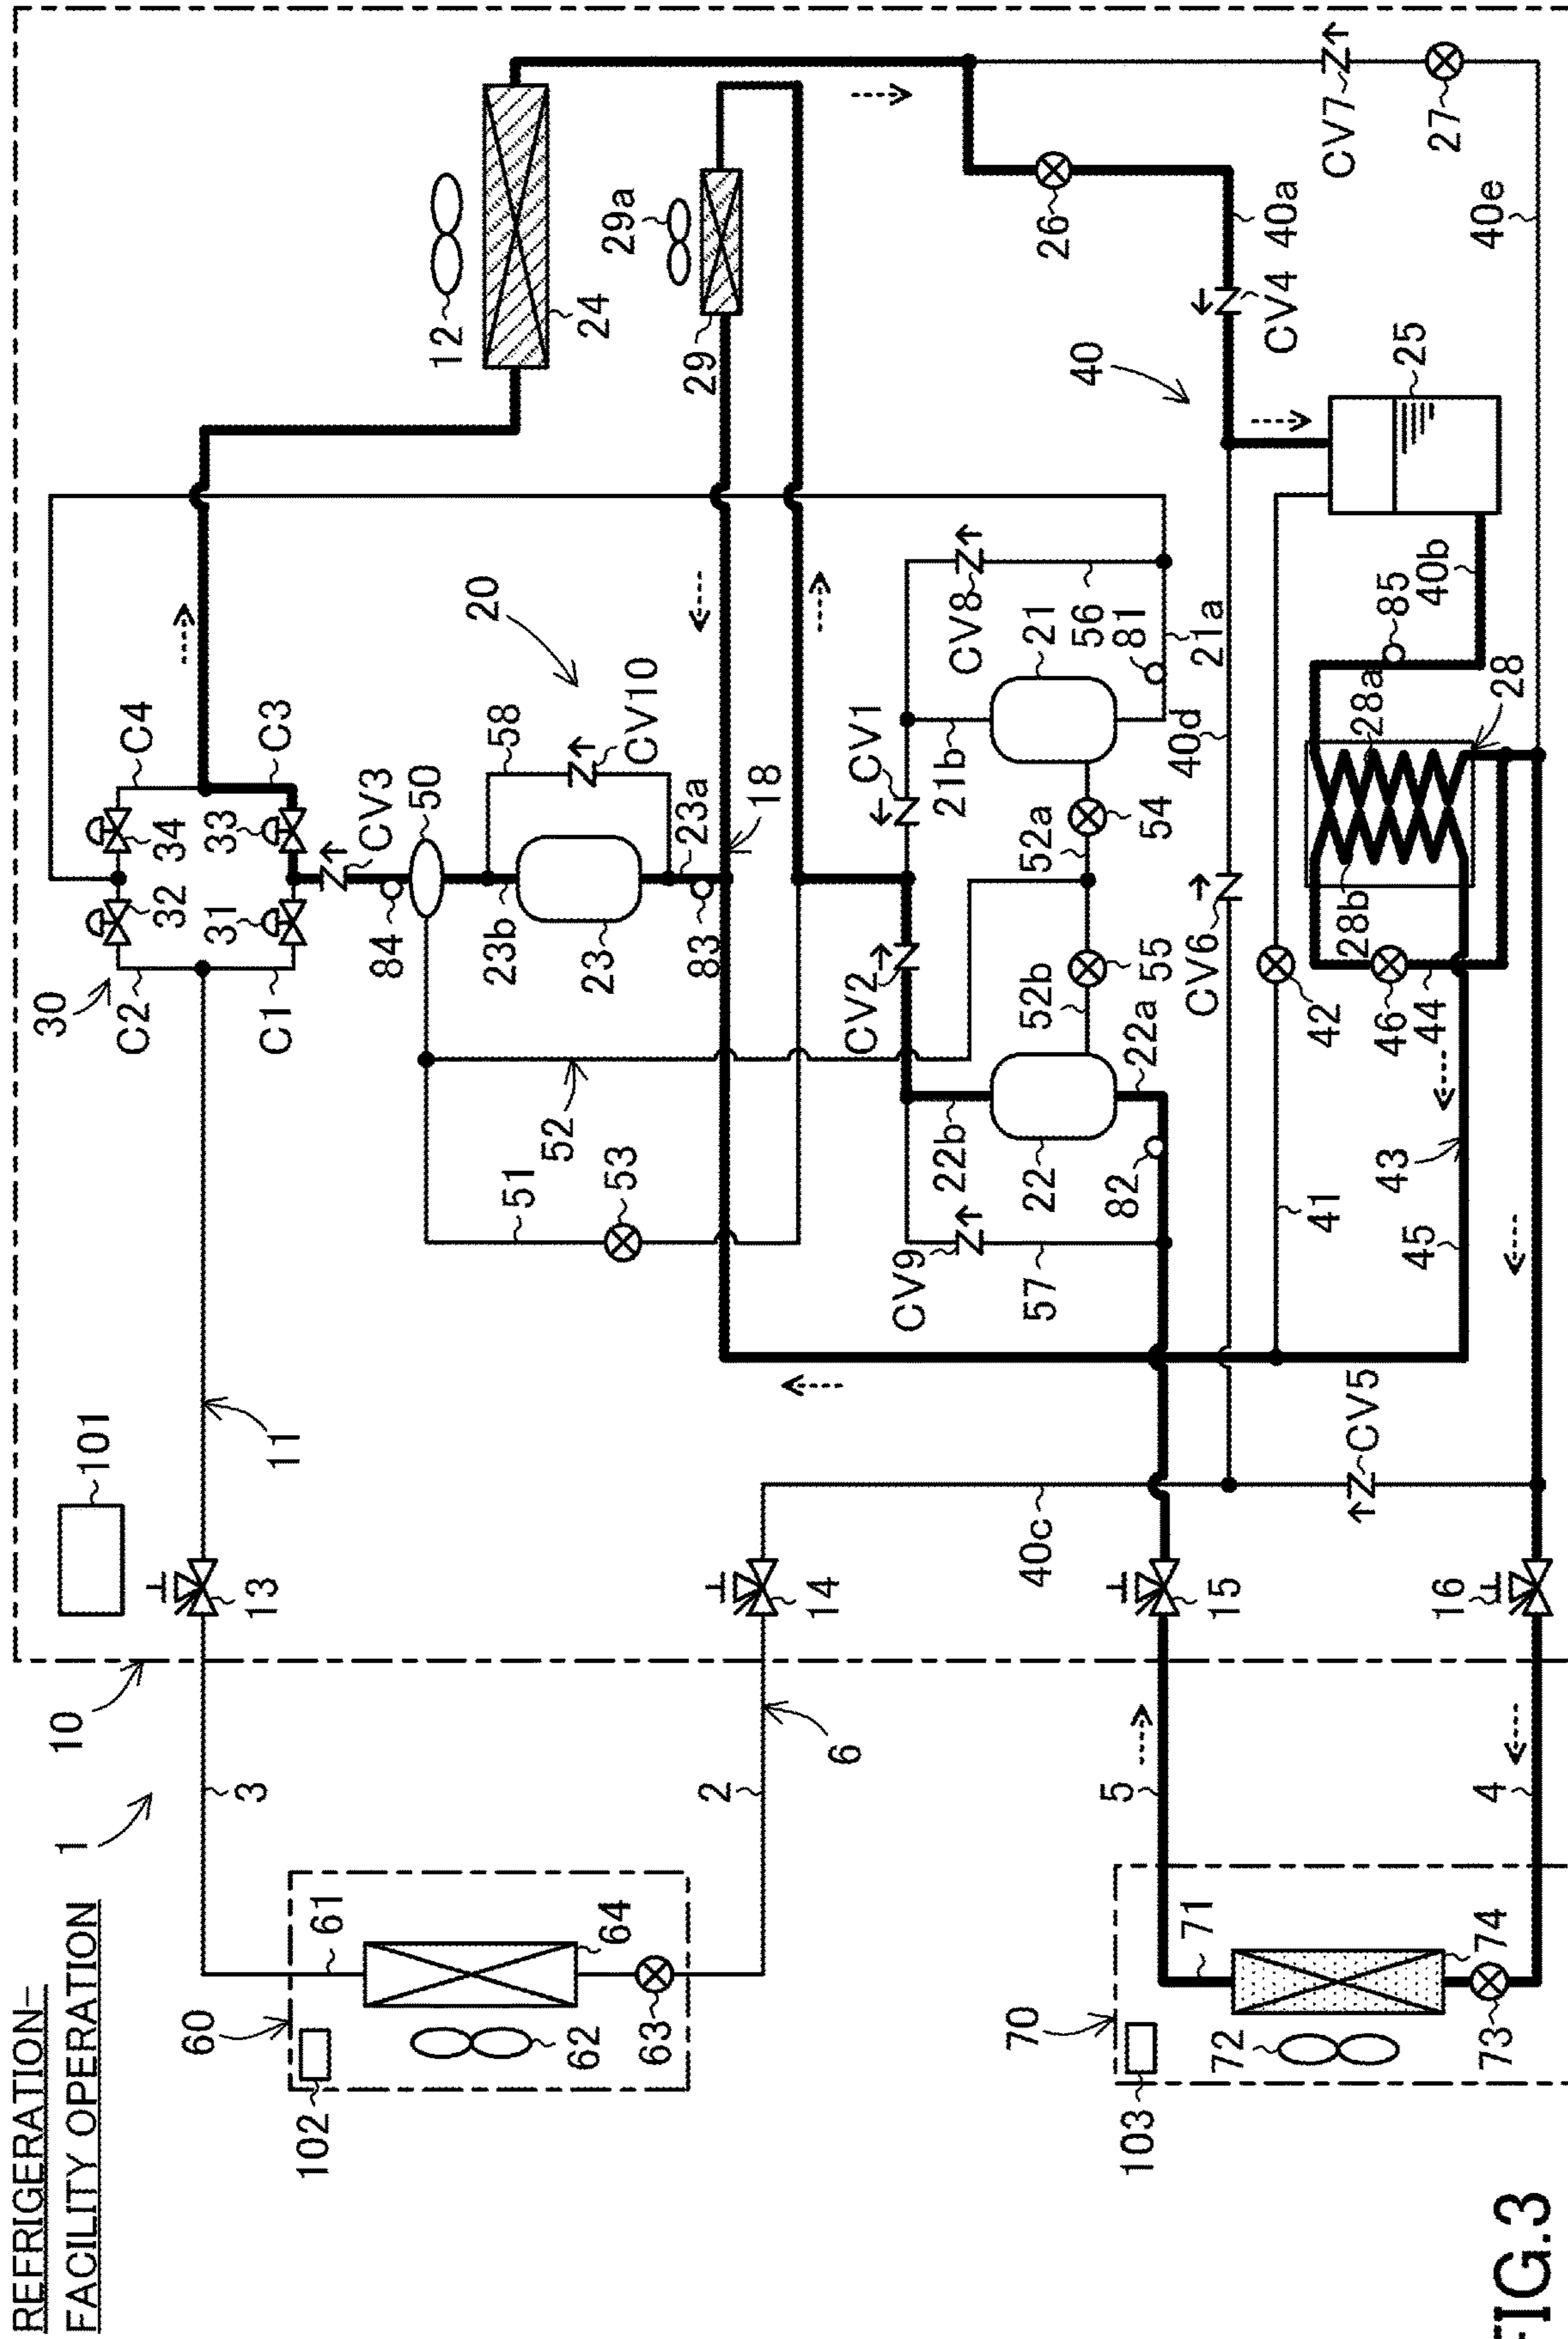 REFRIGERATION-
FACILITY OPERATION
1
10
101
30
C2
32
34
C4
102
60
3
13
11
C1
31
33
C3
61
84
CV3
50
12
62
64
63
51
53
52
23b
23
58
CV10
20
24
29a
29
2
6
14
83
23a
18
CV9
57
22b
22
82
CV2
52b
22a
55
CV1
21b
52a
54
CV8
21
56
81
21a
40d
26
40
40a
CV4
103
70
72
71
74
73
5
4
15
16
40c
CV5
CV6
41
42
43
45
46
44
28b
28a
28
85
40b
25
CV7
27
40e
FIG.3